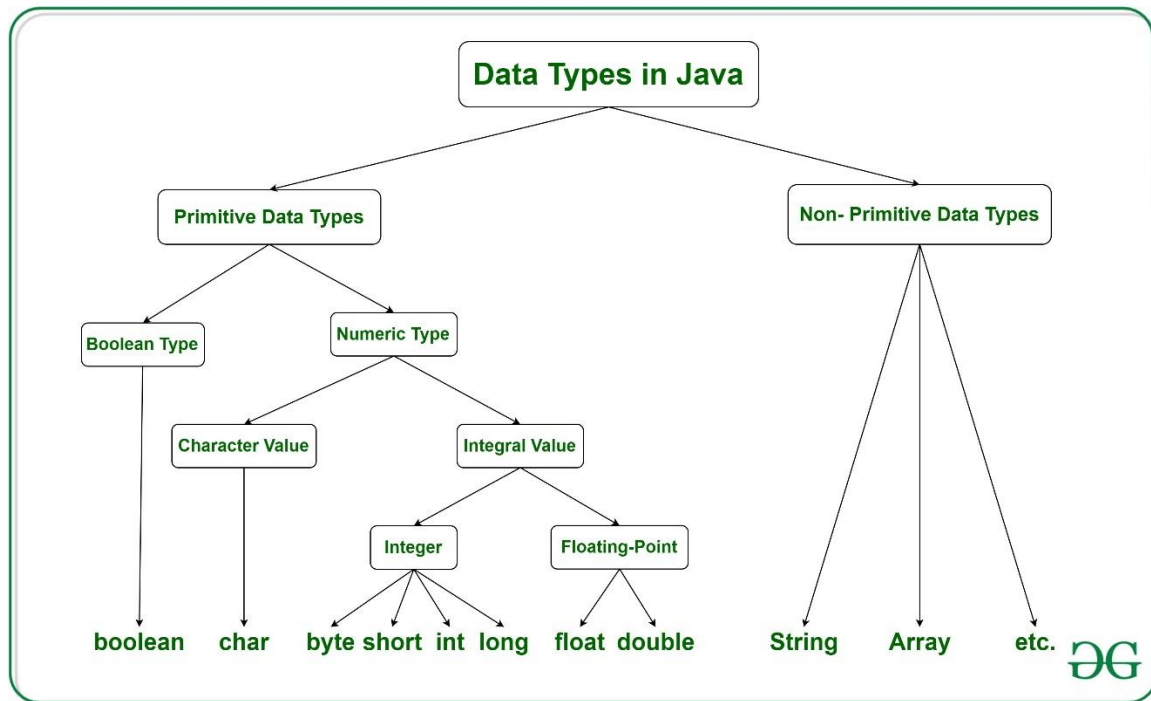 Data Types in Java
Primitive Data Types
Non- Primitive Data Types
Boolean Type
Numeric Type
Character Value
Integral Value
Integer
Floating-Point
boolean
char
byte
short
int
long
float
double
String
Array
etc.